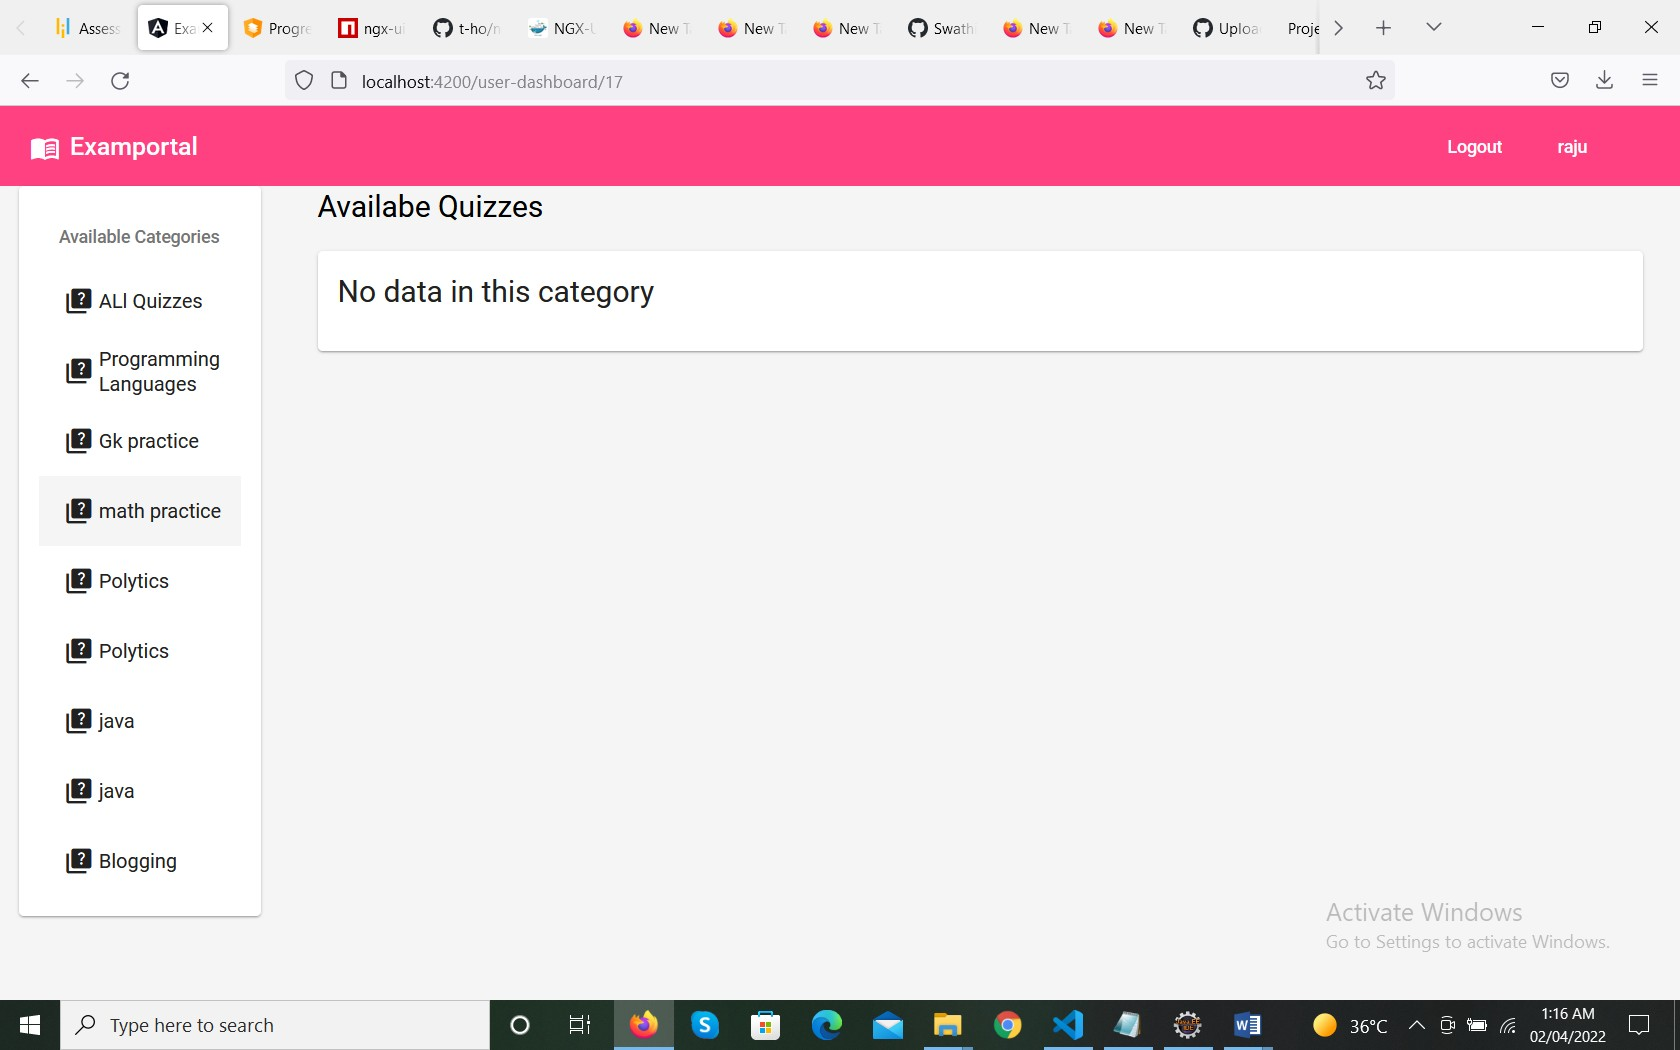 Assess
Exa
Progre
ngx-ui
t-ho/n
NGX-U
New T
New T
New T
Swath
New T
New T
Uploa
Proje
localhost:4200/user-dashboard/17
Examportal
Logout
raju
Available Categories
ALl Quizzes
Programming
Languages
Gk practice
math practice
Polytics
Polytics
java
java
Blogging
Availabe Quizzes
No data in this category
Activate Windows
Go to Settings to activate Windows.
Type here to search
36°C
1:16 AM
02/04/2022